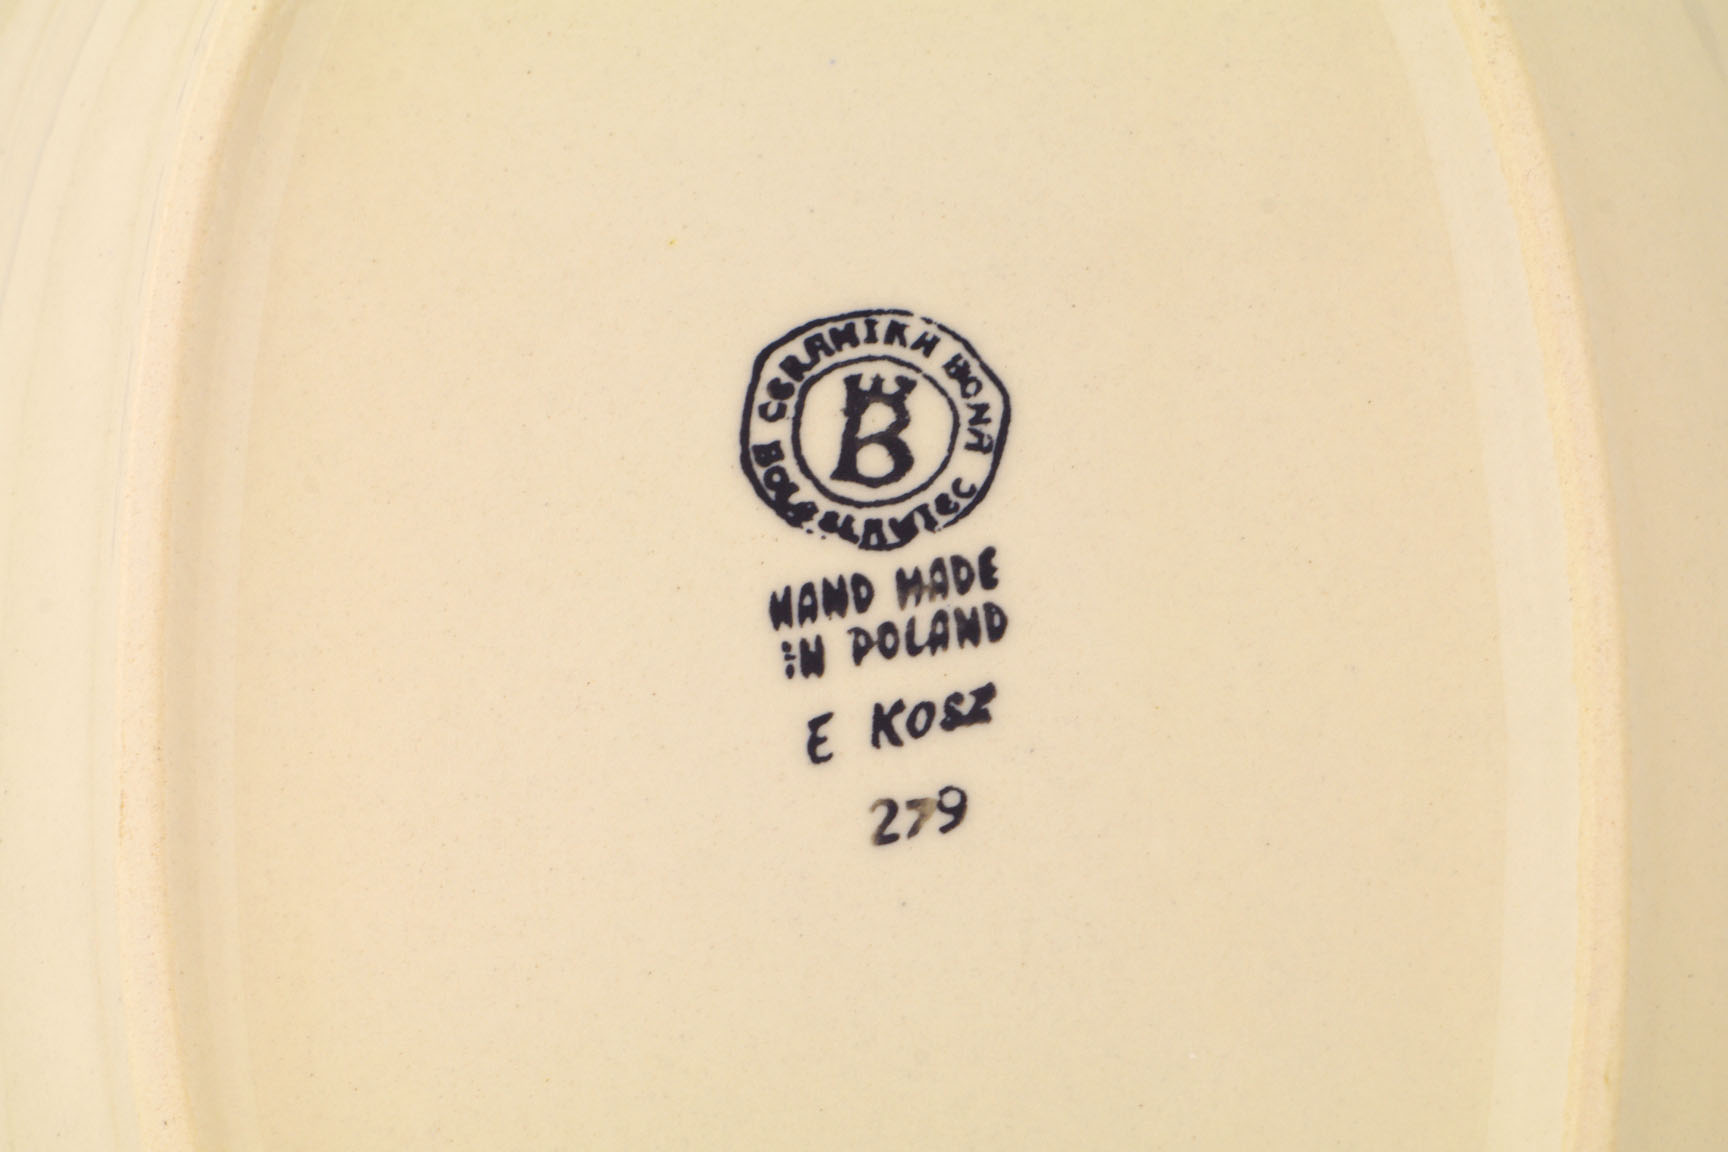 CERAMIKA BONA
BOLESŁAWIEC
B
HAND MADE
IN POLAND
E KOSZ
279